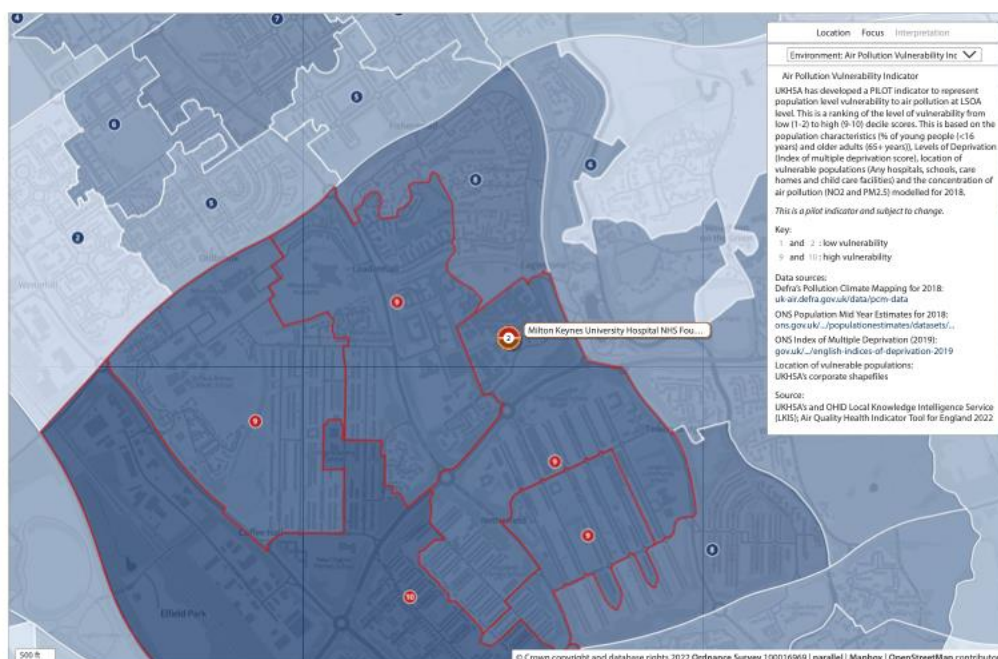 4
7
6
5
5
2
8
6
9
2
Milton Keynes University Hospital NHS Fou...
9
9
9
8
10
Coffee Hall
Netherfield
Elfield Park
500 ft
© Crown copyright and database rights 2022 Ordnance Survey 100016969 | parallel | Mapbox | OpenStreetMap contributor
Location Focus Interpretation
Environment: Air Pollution Vulnerability Inc
Air Pollution Vulnerability Indicator
UKHSA has developed a PILOT indicator to represent
population level vulnerability to air pollution at LSOA
level. This is a ranking of the level of vulnerability from
low (1-2) to high (9-10) decile scores. This is based on the
population characteristics (% of young people (<16
years) and older adults (65+ years)), Levels of Deprivation
(Index of multiple deprivation score), location of
vulnerable populations (Any hospitals, schools, care
homes and child care facilities) and the concentration of
air pollution (NO2 and PM2.5) modelled for 2018.
This is a pilot indicator and subject to change.
Key:
1 and 2 : low vulnerability
9 and 10 : high vulnerability
Data sources:
Defra's Pollution Climate Mapping for 2018:
uk-air.defra.gov.uk/data/pcm-data
ONS Population Mid Year Estimates for 2018:
ons.gov.uk/.../populationestimates/datasets/...
ONS Index of Multiple Deprivation (2019):
gov.uk/.../english-indices-of-deprivation-2019
Location of vulnerable populations:
UKHSA's corporate shapefiles
Source:
UKHSA's and OHID Local Knowledge Intelligence Service
(LKIS); Air Quality Health Indicator Tool for England 2022